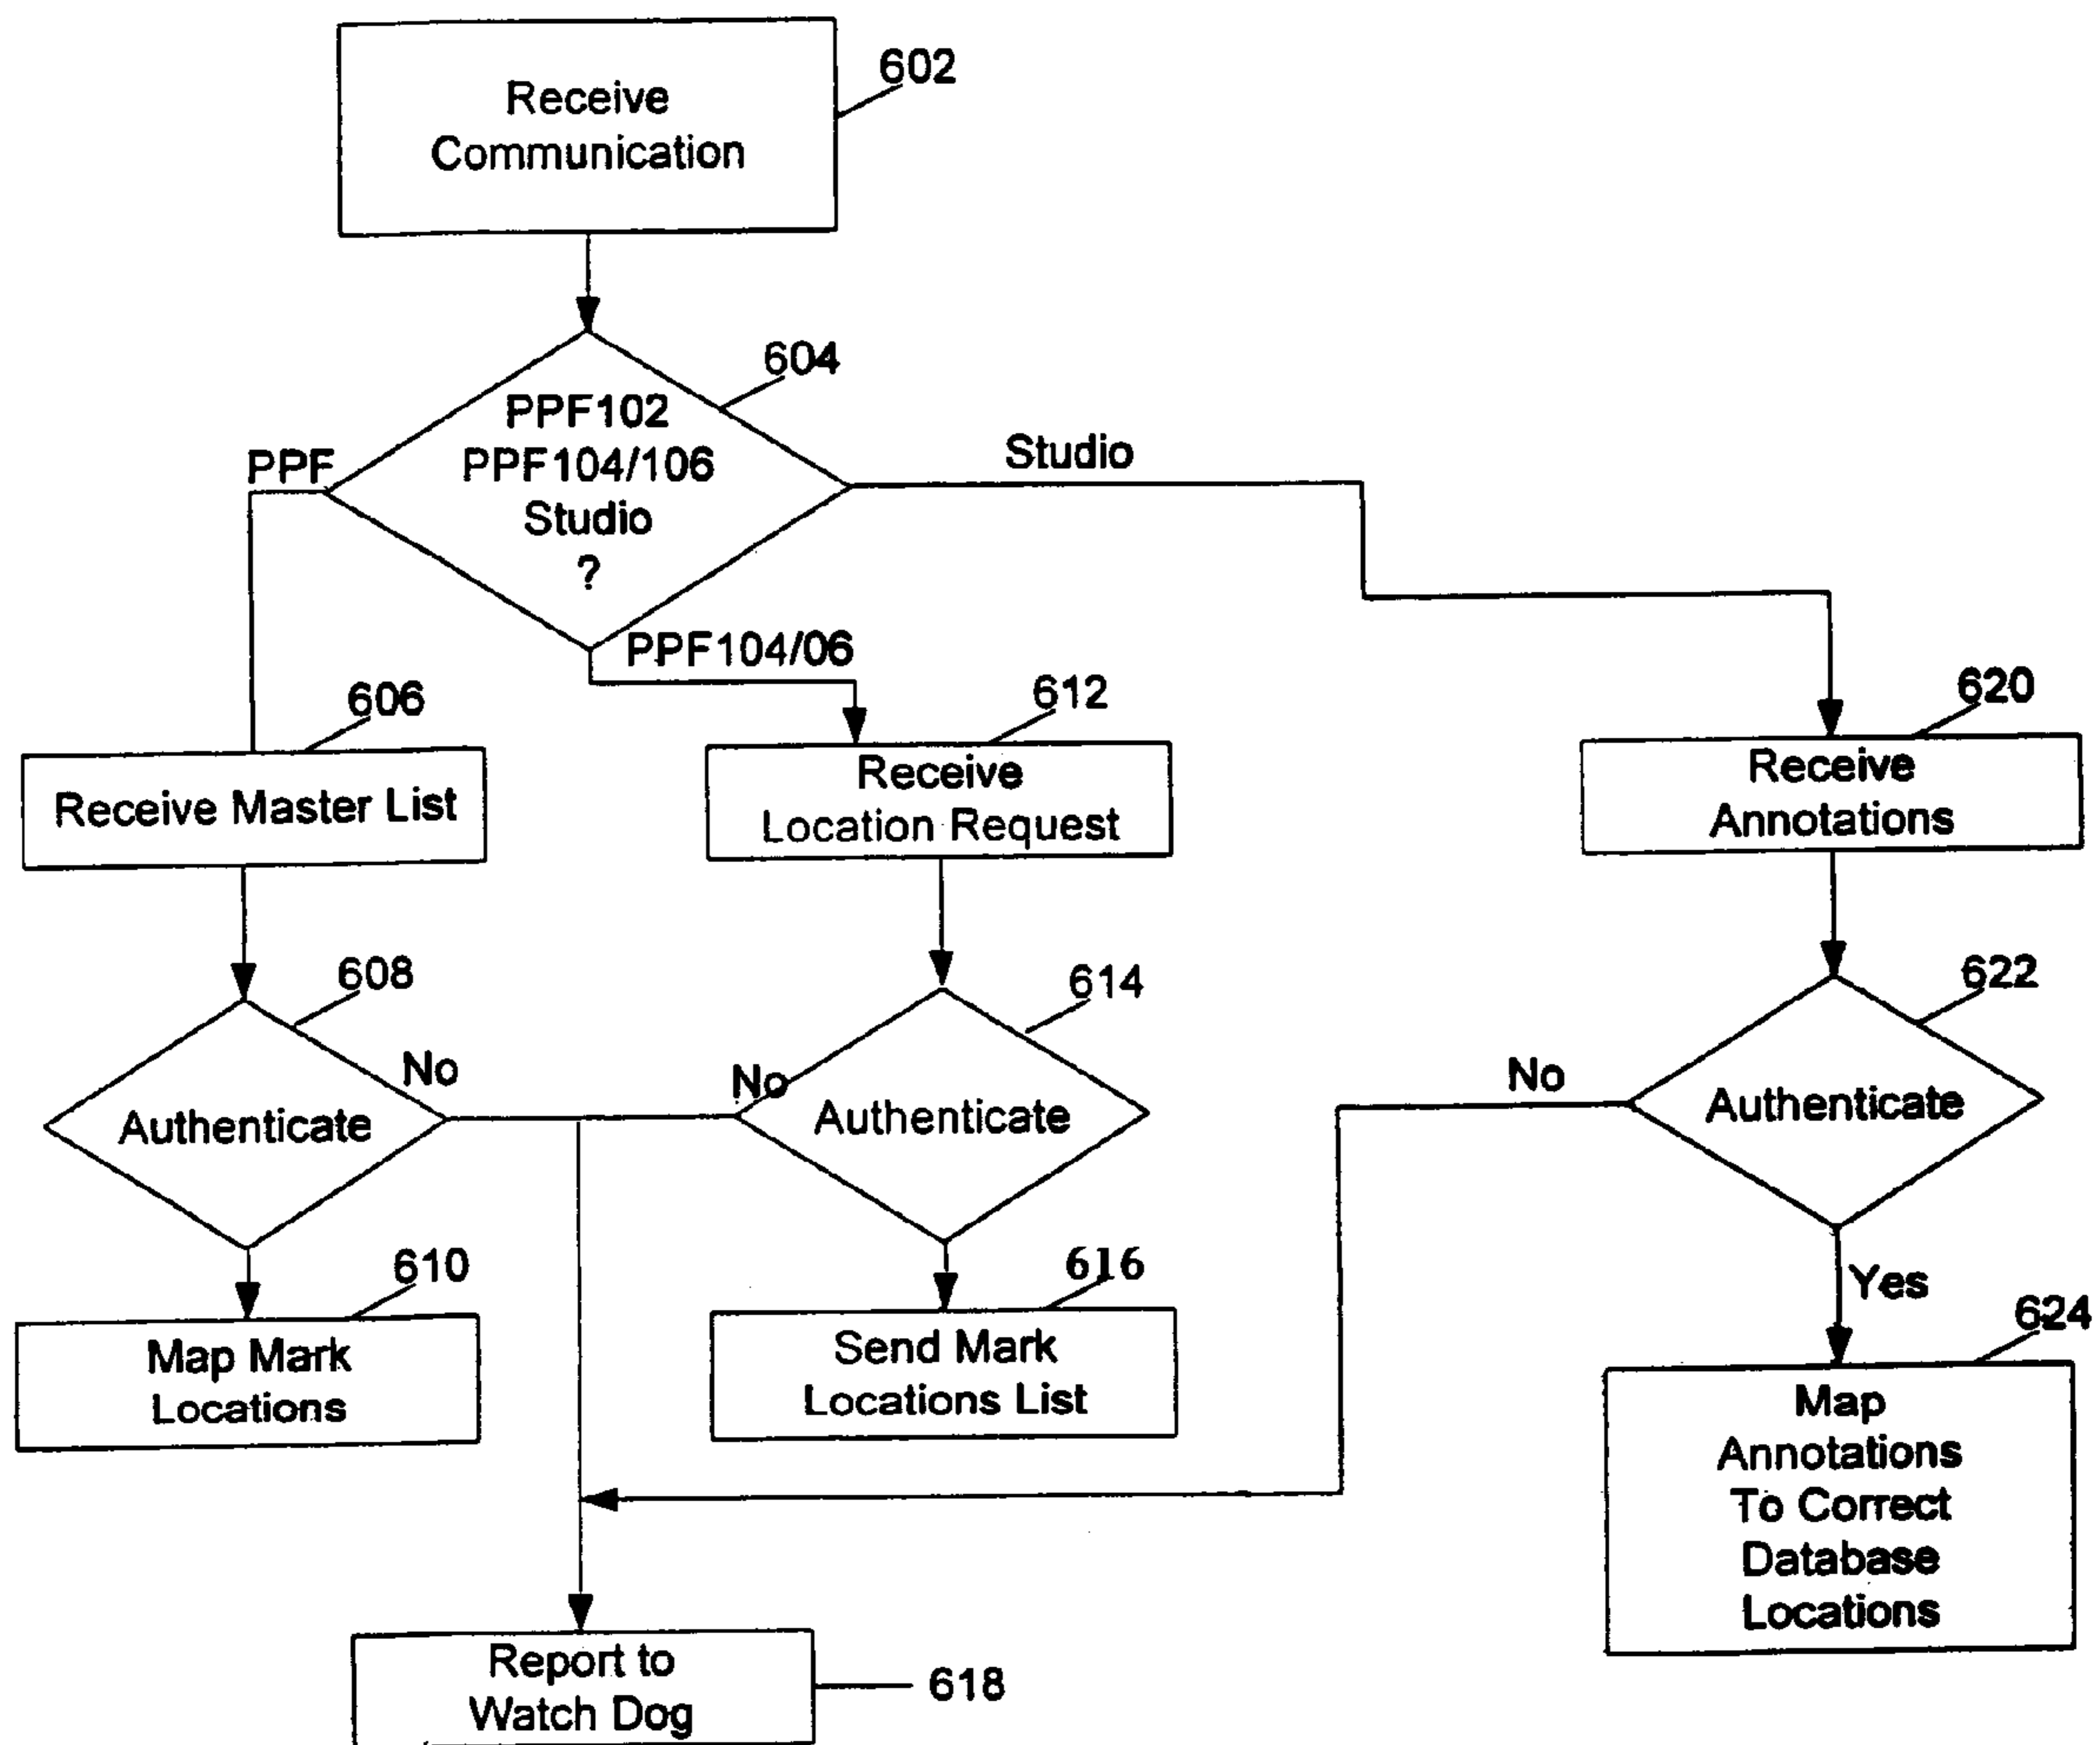 Receive
Communication
602
604
PPF102
PPF104/106
Studio
?
PPF
Studio
PPF104/06
606
Receive Master List
612
Receive
Location Request
620
Receive
Annotations
608
Authenticate
No
614
No
Authenticate
622
No
Authenticate
Yes
610
Map Mark
Locations
616
Send Mark
Locations List
624
Map
Annotations
To Correct
Database
Locations
Report to
Watch Dog
618